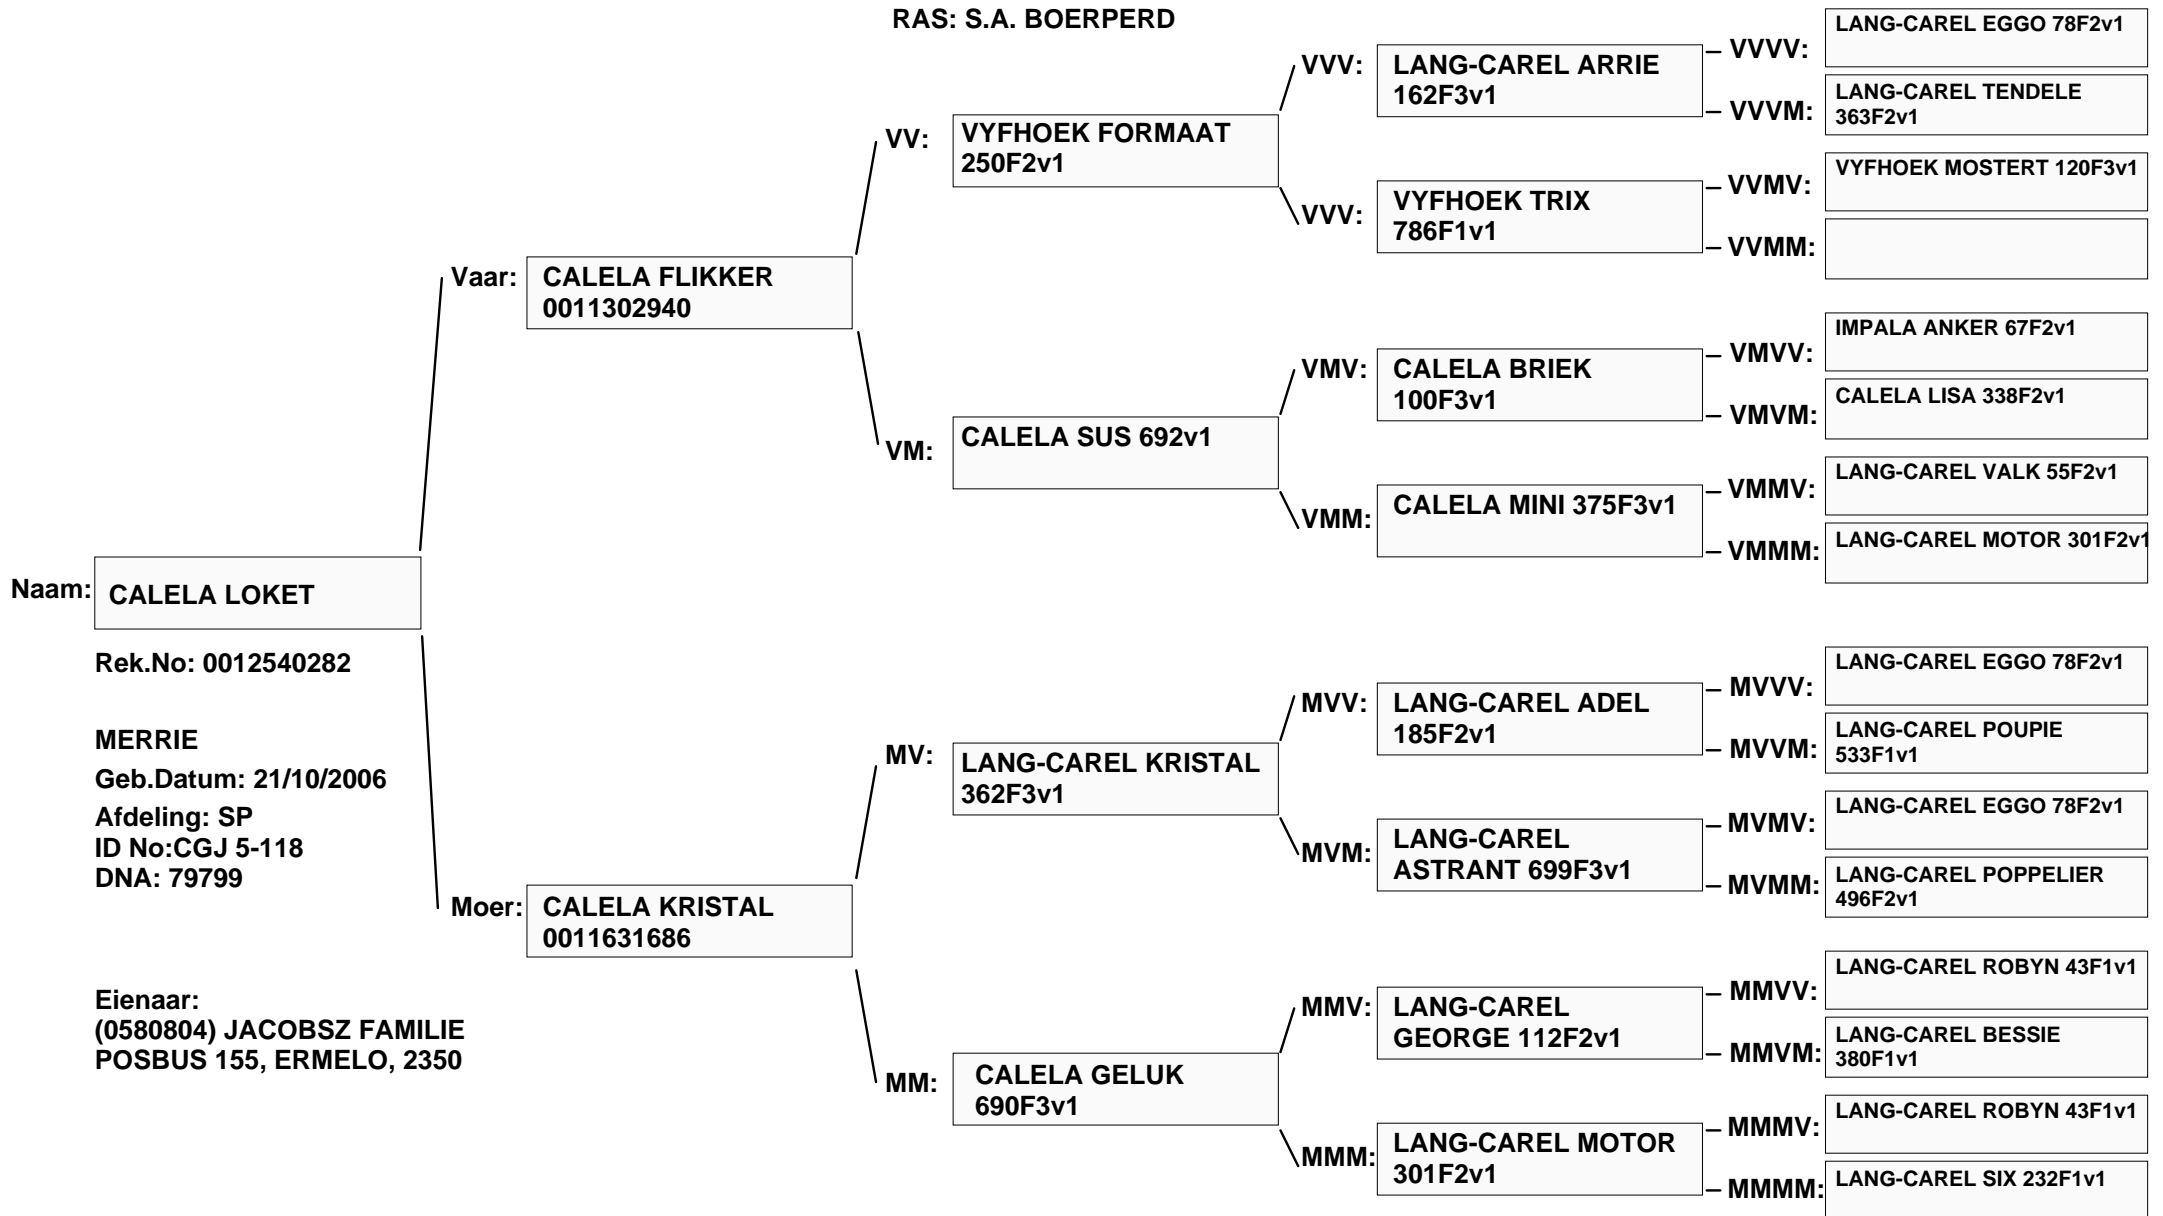 RAS: S.A. BOERPERD
Naam: CALELA LOKET
Rek.No: 0012540282
MERRIE
Geb.Datum: 21/10/2006
Afdeling: SP
ID No:CGJ 5-118
DNA: 79799
Eienaar:
(0580804) JACOBSZ FAMILIE
POSBUS 155, ERMELO, 2350
Vaar: CALELA FLIKKER
0011302940
Moer: CALELA KRISTAL
0011631686
VV: VYFHOEK FORMAAT
250F2v1
VM: CALELA SUS 692v1
MV: LANG-CAREL KRISTAL
362F3v1
MM: CALELA GELUK
690F3v1
VVV: LANG-CAREL ARRIE
162F3v1
VVV: VYFHOEK TRIX
786F1v1
VMV: CALELA BRIEK
100F3v1
VMM: CALELA MINI 375F3v1
MVV: LANG-CAREL ADEL
185F2v1
MVM: LANG-CAREL
ASTRANT 699F3v1
MMV: LANG-CAREL
GEORGE 112F2v1
MMM: LANG-CAREL MOTOR
301F2v1
VVVV: LANG-CAREL EGGO 78F2v1
VVVM: LANG-CAREL TENDELE
363F2v1
VVMV: VYFHOEK MOSTERT 120F3v1
VVMM:
VMVV: IMPALA ANKER 67F2v1
VMVM: CALELA LISA 338F2v1
VMMV: LANG-CAREL VALK 55F2v1
VMMM: LANG-CAREL MOTOR 301F2v1
MVVV: LANG-CAREL EGGO 78F2v1
MVVM: LANG-CAREL POUPIE
533F1v1
MVMV: LANG-CAREL EGGO 78F2v1
MVMM: LANG-CAREL POPPELIER
496F2v1
MMVV: LANG-CAREL ROBYN 43F1v1
MMVM: LANG-CAREL BESSIE
380F1v1
MMMV: LANG-CAREL ROBYN 43F1v1
MMMM: LANG-CAREL SIX 232F1v1